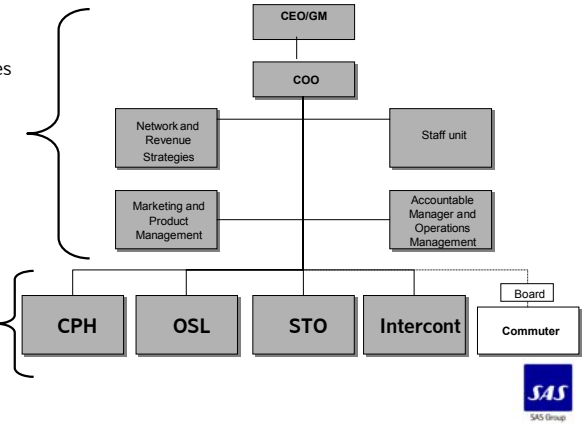 CEO/GM
es
COO
Network and
Revenue
Strategies
Staff unit
Marketing and
Product
Management
Accountable
Manager and
Operations
Management
Board
CPH
OSL
STO
Intercont
Commuter
SAS
SAS Group